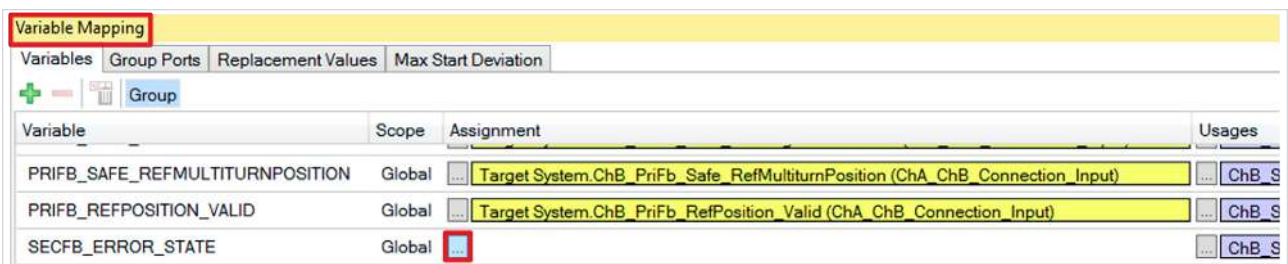 Variable Mapping
Variables Group Ports Replacement Values Max Start Deviation
Group
Variable Scope Assignment Usages
PRIFB_SAFE_REFMULTITURNPOSITION Global ... Target System.ChB_PriFb_Safe_RefMultiturnPosition (ChA_ChB_Connection_Input) ... ChB_S
PRIFB_REFPOSITION_VALID Global ... Target System.ChB_PriFb_RefPosition_Valid (ChA_ChB_Connection_Input) ... ChB_S
SECFB_ERROR_STATE Global ... ... ChB_S